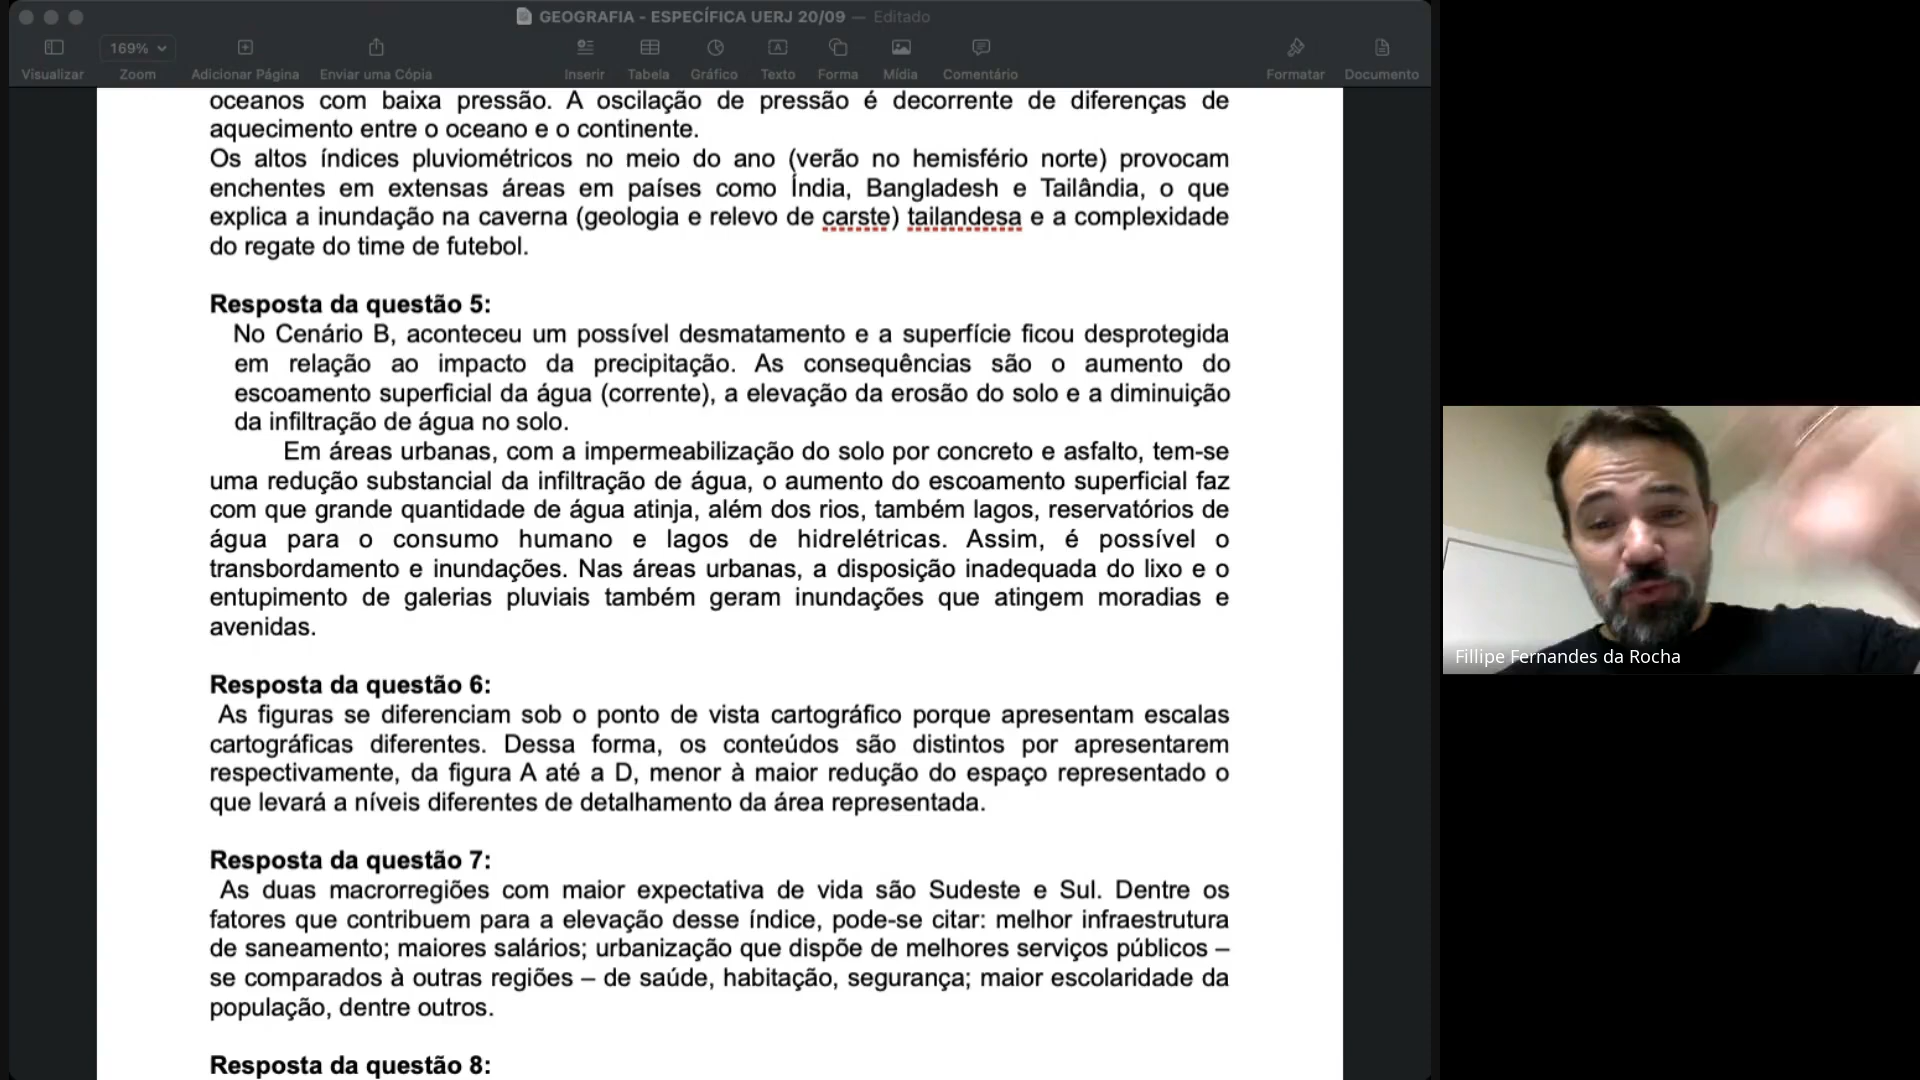 GEOGRAFIA - ESPECÍFICA UERJ 20/09 — Editado
169%
Visualizar Zoom Adicionar Página Enviar uma Cópia Inserir Tabela Gráfico Texto Forma Mídia Comentário Formatar Documento
oceanos com baixa pressão. A oscilação de pressão é decorrente de diferenças de
aquecimento entre o oceano e o continente.
Os altos índices pluviométricos no meio do ano (verão no hemisfério norte) provocam
enchentes em extensas áreas em países como Índia, Bangladesh e Tailândia, o que
explica a inundação na caverna (geologia e relevo de carste) tailandesa e a complexidade
do regate do time de futebol.
Resposta da questão 5:
No Cenário B, aconteceu um possível desmatamento e a superfície ficou desprotegida
em relação ao impacto da precipitação. As consequências são o aumento do
escoamento superficial da água (corrente), a elevação da erosão do solo e a diminuição
da infiltração de água no solo.
Em áreas urbanas, com a impermeabilização do solo por concreto e asfalto, tem-se
uma redução substancial da infiltração de água, o aumento do escoamento superficial faz
com que grande quantidade de água atinja, além dos rios, também lagos, reservatórios de
água para o consumo humano e lagos de hidrelétricas. Assim, é possível o
transbordamento e inundações. Nas áreas urbanas, a disposição inadequada do lixo e o
entupimento de galerias pluviais também geram inundações que atingem moradias e
avenidas.
Resposta da questão 6:
As figuras se diferenciam sob o ponto de vista cartográfico porque apresentam escalas
cartográficas diferentes. Dessa forma, os conteúdos são distintos por apresentarem
respectivamente, da figura A até a D, menor à maior redução do espaço representado o
que levará a níveis diferentes de detalhamento da área representada.
Resposta da questão 7:
As duas macrorregiões com maior expectativa de vida são Sudeste e Sul. Dentre os
fatores que contribuem para a elevação desse índice, pode-se citar: melhor infraestrutura
de saneamento; maiores salários; urbanização que dispõe de melhores serviços públicos –
se comparados à outras regiões – de saúde, habitação, segurança; maior escolaridade da
população, dentre outros.
Resposta da questão 8:
Fillipe Fernandes da Rocha